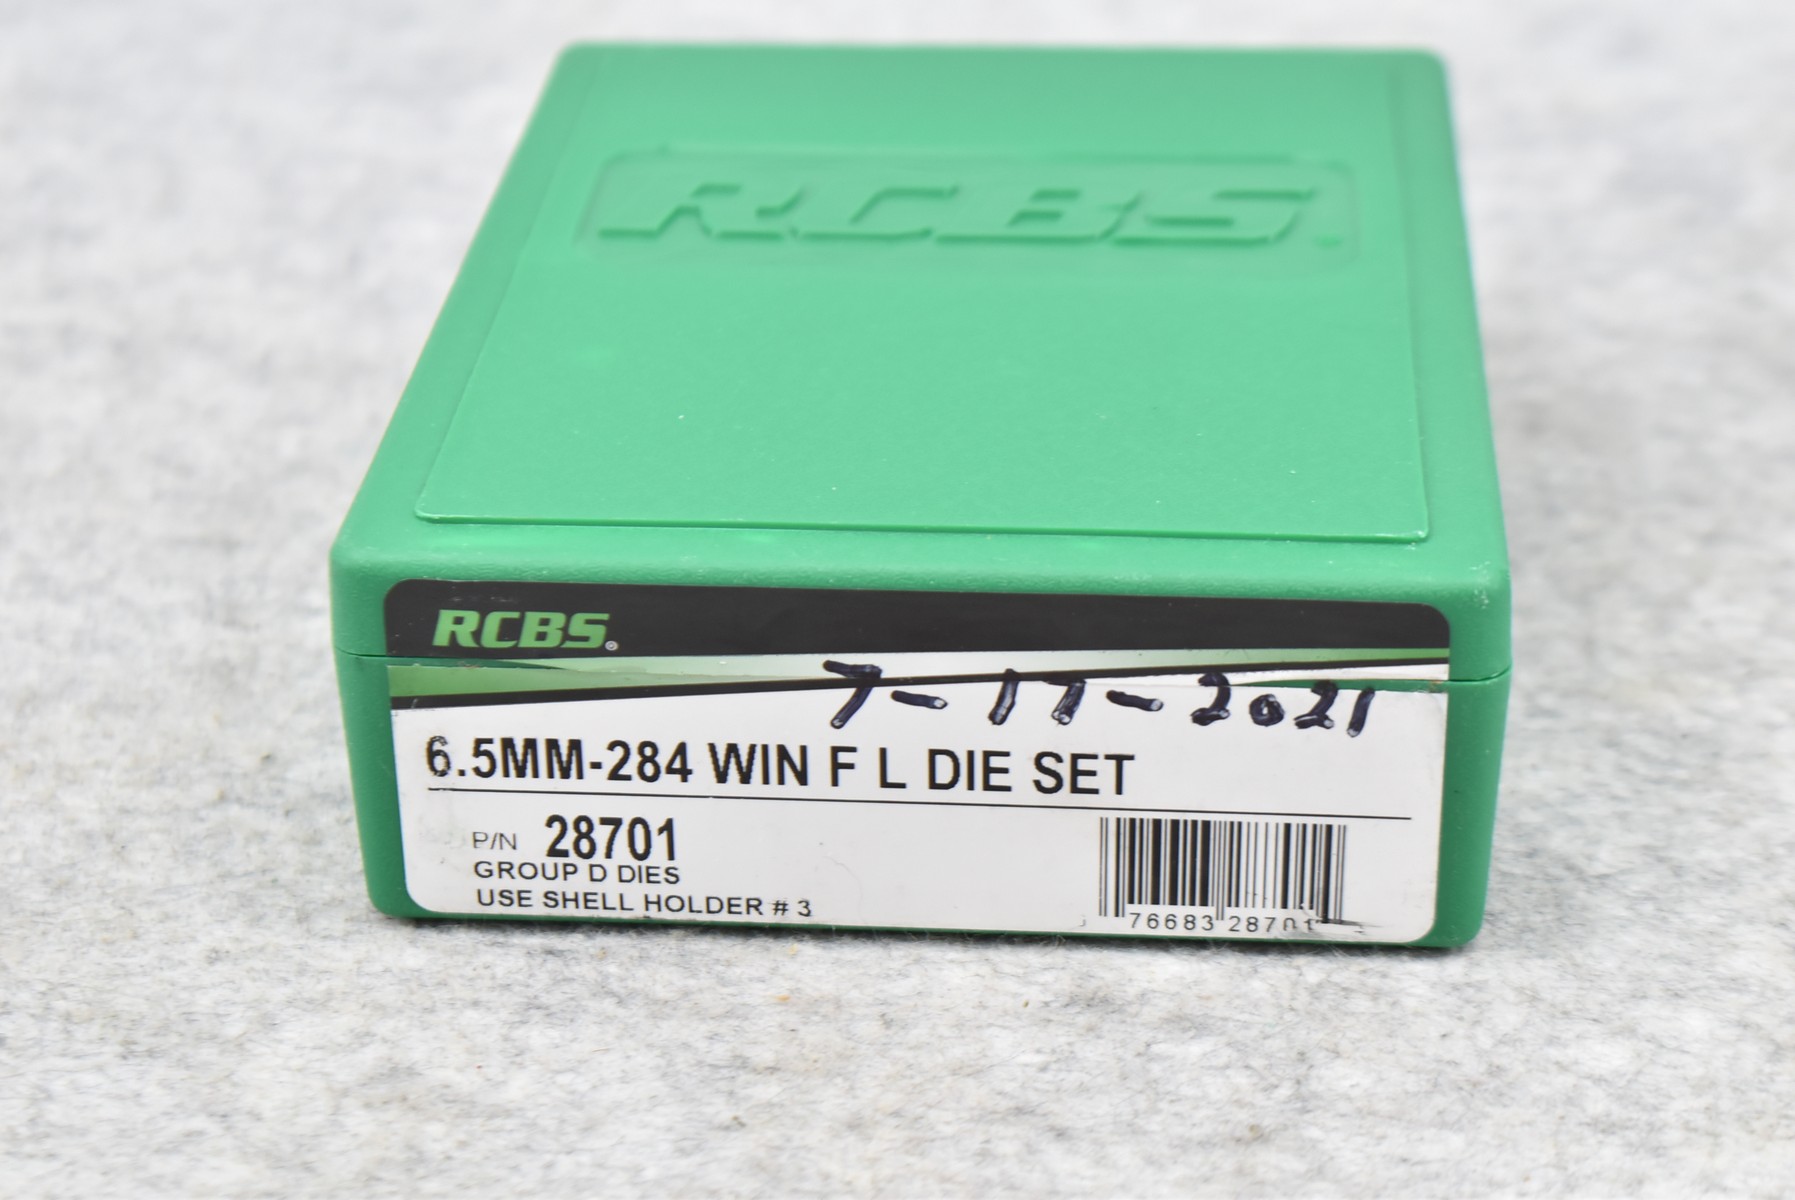 RCBS.
RCBS®
7-17-2021
6.5MM-284 WIN F L DIE SET
P/N 28701
GROUP D DIES
USE SHELL HOLDER # 3
76683 28701